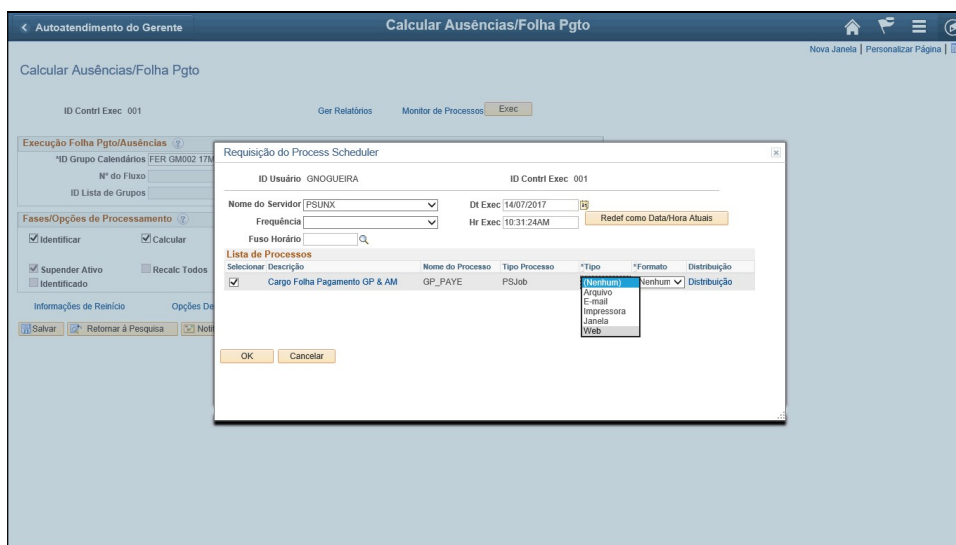 Autoatendimento do Gerente
Calcular Ausências/Folha Pgto
Nova Janela | Personalizar Página |
Calcular Ausências/Folha Pgto
ID Contrl Exec 001 Ger Relatórios Monitor de Processos Exec
Execução Folha Pgto/Ausências
*ID Grupo Calendários FER GM002 17M
Nº do Fluxo
ID Lista de Grupos
Fases/Opções de Processamento
Identificar Calcular
Supender Ativo Recalc Todos
Identificado
Informações de Reinício Opções De
Salvar Retornar à Pesquisa Notif
Requisição do Process Scheduler
ID Usuário GNOGUEIRA ID Contrl Exec 001
Nome do Servidor PSUNX Dt Exec 14/07/2017
Frequência Hr Exec 10:31:24AM Redef como Data/Hora Atuais
Fuso Horário
Lista de Processos
Selecionar Descrição Nome do Processo Tipo Processo *Tipo *Formato Distribuição
Cargo Folha Pagamento GP & AM GP_PAYE PSJob (Nenhum) Nenhum Distribuição
Arquivo
E-mail
Impressora
Janela
Web
OK Cancelar